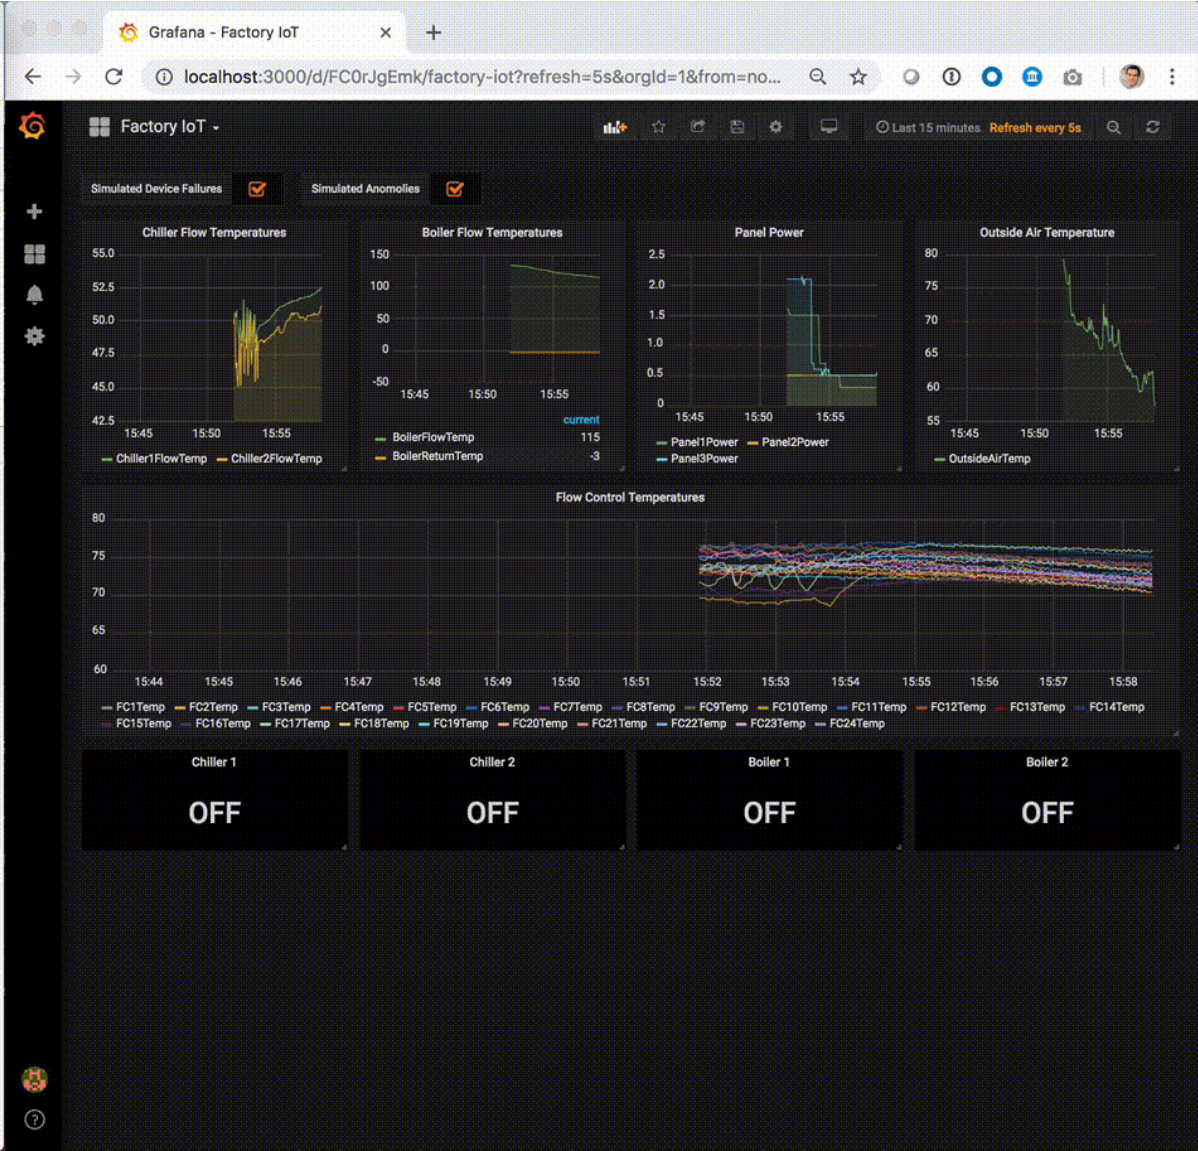 Grafana - Factory IoT
localhost:3000/d/FC0rJgEmk/factory-iot?refresh=5s&orgId=1&from=no...
Factory IoT
Last 15 minutes Refresh every 5s
Simulated Device Failures
Simulated Anomolies
Chiller Flow Temperatures
55.0
52.5
50.0
47.5
45.0
42.5
15:45 15:50 15:55
Chiller1FlowTemp Chiller2FlowTemp
Boiler Flow Temperatures
150
100
50
0
-50
15:45 15:50 15:55
current
BoilerFlowTemp 115
BoilerReturnTemp -3
Panel Power
2.5
2.0
1.5
1.0
0.5
0
15:45 15:50 15:55
Panel1Power Panel2Power
Panel3Power
Outside Air Temperature
80
75
70
65
60
55
15:45 15:50 15:55
OutsideAirTemp
Flow Control Temperatures
80
75
70
65
60
15:44 15:45 15:46 15:47 15:48 15:49 15:50 15:51 15:52 15:53 15:54 15:55 15:56 15:57 15:58
FC1Temp FC2Temp FC3Temp FC4Temp FC5Temp FC6Temp FC7Temp FC8Temp FC9Temp FC10Temp FC11Temp FC12Temp FC13Temp FC14Temp
FC15Temp FC16Temp FC17Temp FC18Temp FC19Temp FC20Temp FC21Temp FC22Temp FC23Temp FC24Temp
Chiller 1
OFF
Chiller 2
OFF
Boiler 1
OFF
Boiler 2
OFF